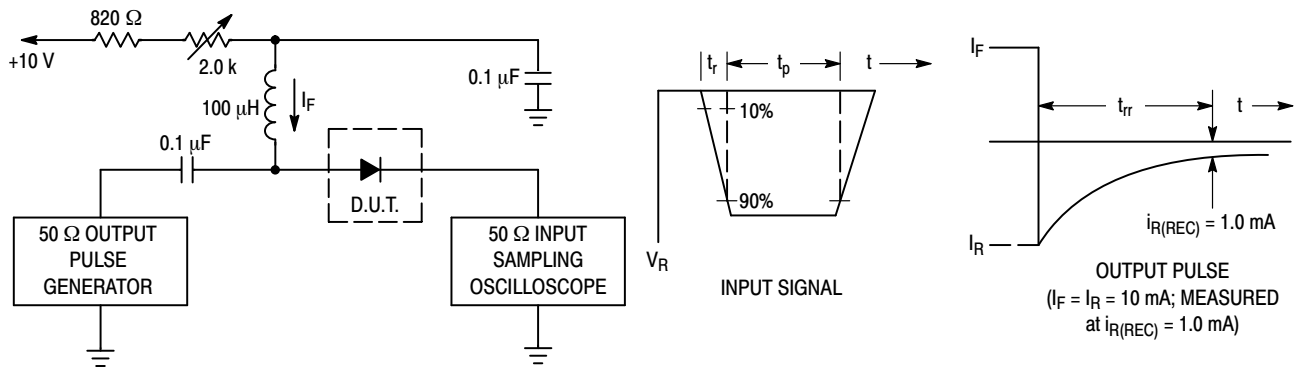 820 Ω
+10 V
2.0 k
100 µH
I_F
0.1 µF
0.1 µF
D.U.T.
50 Ω OUTPUT
PULSE
GENERATOR
50 Ω INPUT
SAMPLING
OSCILLOSCOPE
t_r
t_p
t
10%
90%
V_R
INPUT SIGNAL
I_F
t_rr
t
I_R
i_R(REC) = 1.0 mA
OUTPUT PULSE
(I_F = I_R = 10 mA; MEASURED
at i_R(REC) = 1.0 mA)